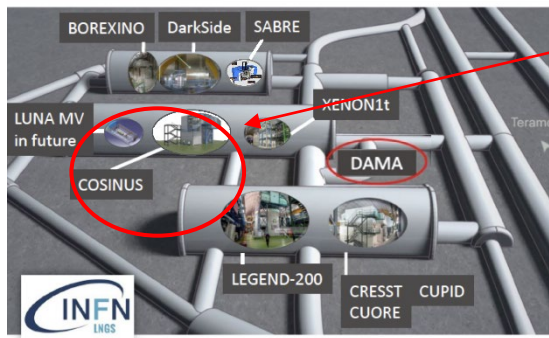 BOREXINO
DarkSide
SABRE
LUNA MV
in future
XENON1t
COSINUS
DAMA
LEGEND-200
CRESST CUPID
CUORE
INFN
LNGS